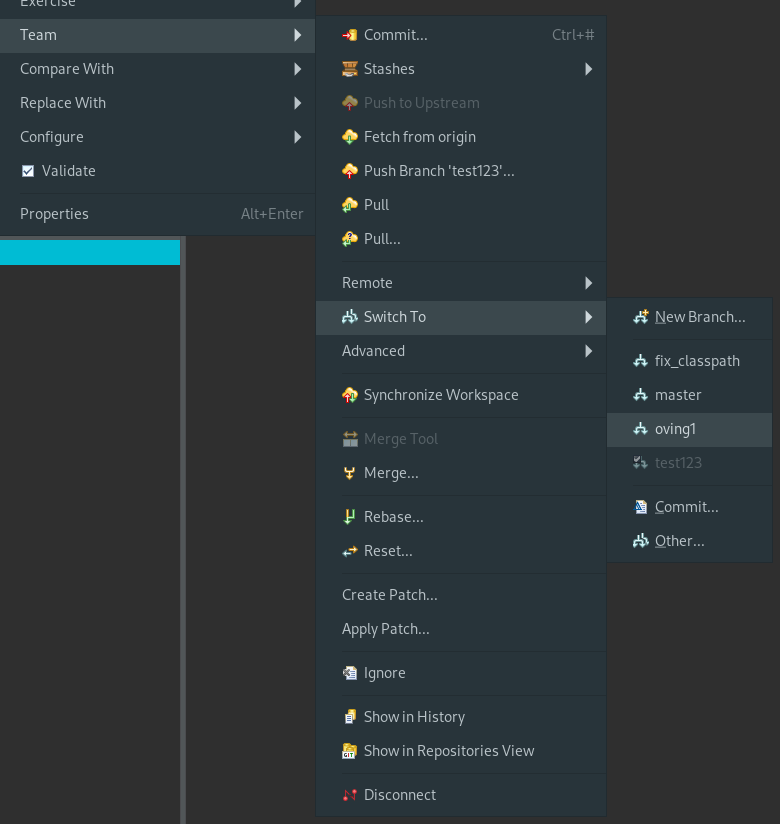 Exercise
Team
Compare With
Replace With
Configure
Validate
Properties Alt+Enter
Commit... Ctrl+#
Stashes
Push to Upstream
Fetch from origin
Push Branch 'test123'...
Pull
Pull...
Remote
Switch To
Advanced
Synchronize Workspace
Merge Tool
Merge...
Rebase...
Reset...
Create Patch...
Apply Patch...
Ignore
Show in History
GIT Show in Repositories View
Disconnect
New Branch...
fix_classpath
master
oving1
test123
Commit...
Other...